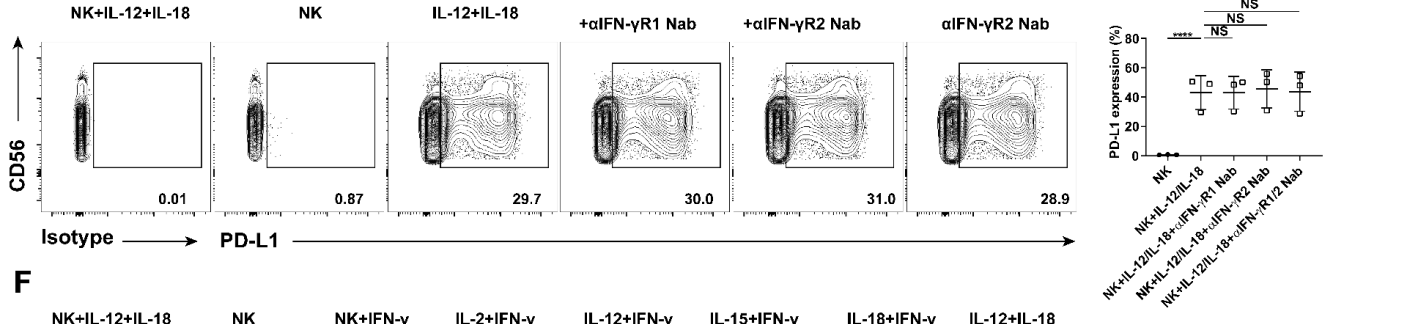 NK+IL-12+IL-18 NK IL-12+IL-18 +αIFN-γR1 Nab +αIFN-γR2 Nab αIFN-γR2 Nab
CD56
0.01 0.87 29.7 30.0 31.0 28.9
Isotype PD-L1
NS
NS
**** NS
PD-L1 expression (%)
80
60
40
20
0
NK
NK+IL-12/IL-18
NK+IL-12/IL-18+αIFN-γR1 Nab
NK+IL-12/IL-18+αIFN-γR2 Nab
NK+IL-12/IL-18+αIFN-γR1/2 Nab
F
NK+IL-12+IL-18 NK NK+IFN-γ IL-2+IFN-γ IL-12+IFN-γ IL-15+IFN-γ IL-18+IFN-γ IL-12+IL-18